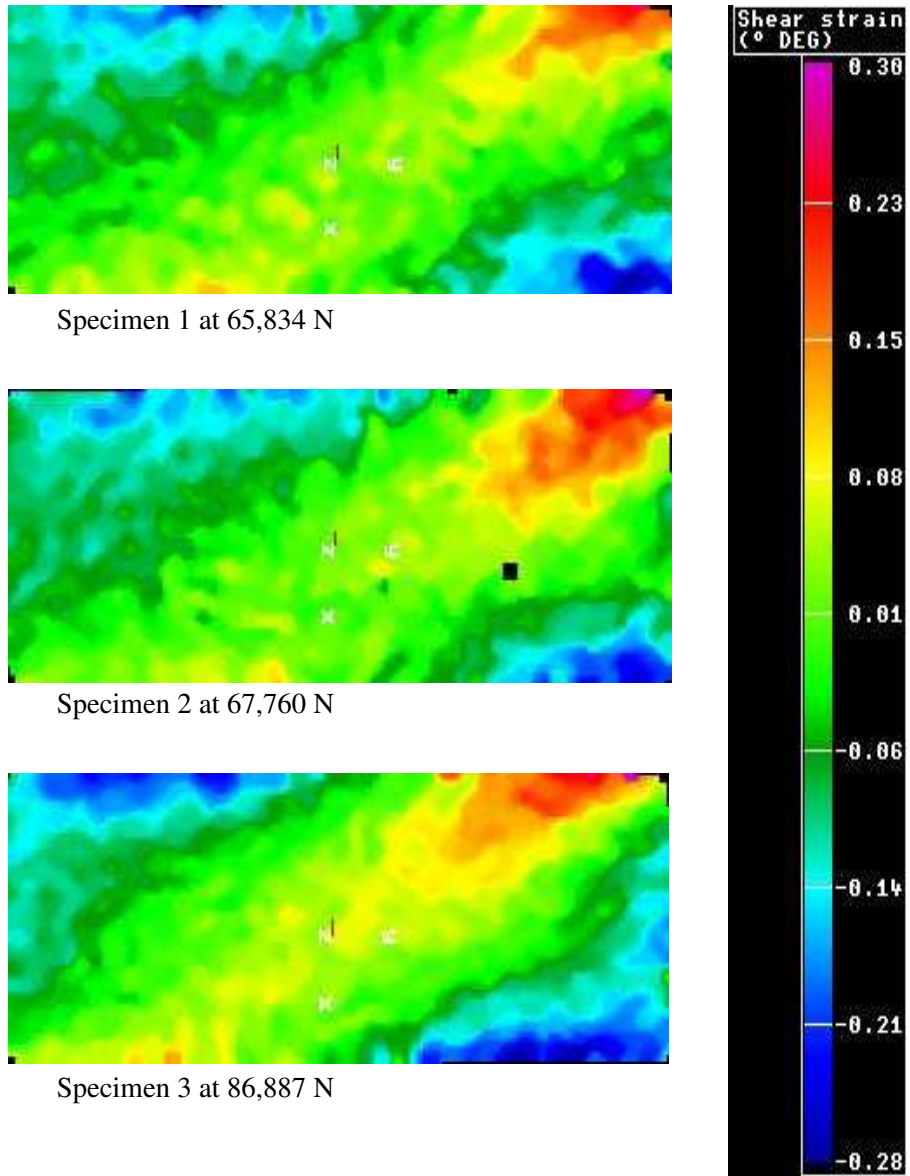 Shear strain
(° DEG)
0.30
0.23
0.15
0.08
0.01
-0.06
-0.14
-0.21
-0.28
Specimen 1 at 65,834 N
Specimen 2 at 67,760 N
Specimen 3 at 86,887 N